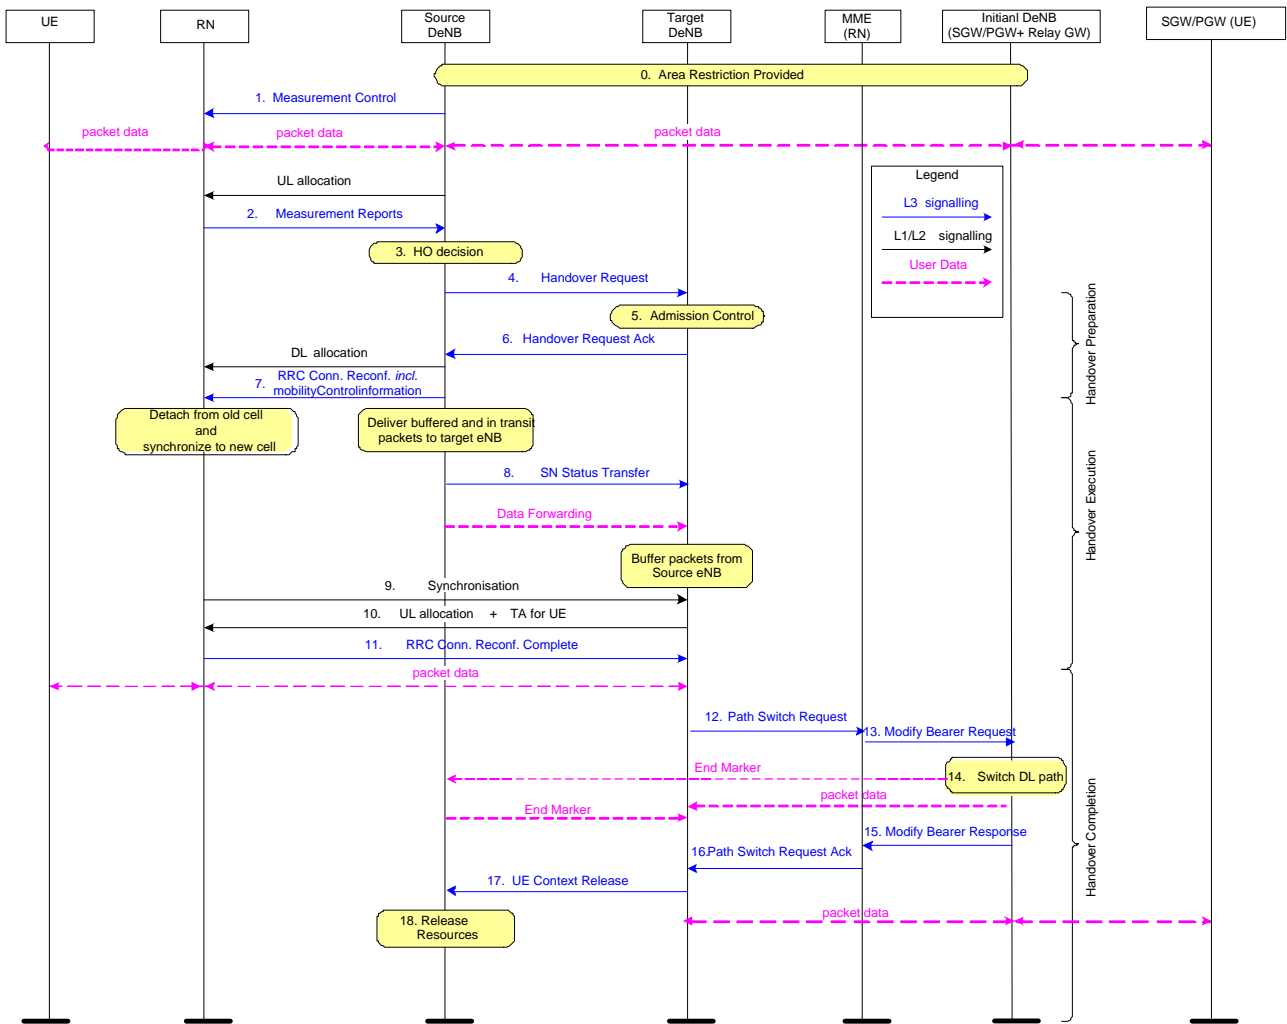 UE
RN
Source
DeNB
Target
DeNB
MME
(RN)
Initianl DeNB
(SGW/PGW+ Relay GW)
SGW/PGW (UE)
0. Area Restriction Provided
1. Measurement Control
packet data
packet data
packet data
UL allocation
2. Measurement Reports
3. HO decision
4. Handover Request
5. Admission Control
6. Handover Request Ack
DL allocation
7. RRC Conn. Reconf. incl.
mobilityControlinformation
Detach from old cell
and
synchronize to new cell
Deliver buffered and in transit
packets to target eNB
8. SN Status Transfer
Data Forwarding
Buffer packets from
Source eNB
9. Synchronisation
10. UL allocation + TA for UE
11. RRC Conn. Reconf. Complete
packet data
12. Path Switch Request
13. Modify Bearer Request
End Marker
14. Switch DL path
packet data
End Marker
15. Modify Bearer Response
16.Path Switch Request Ack
17. UE Context Release
18. Release
Resources
packet data
Legend
L3 signalling
L1/L2 signalling
User Data
Handover Preparation
Handover Execution
Handover Completion